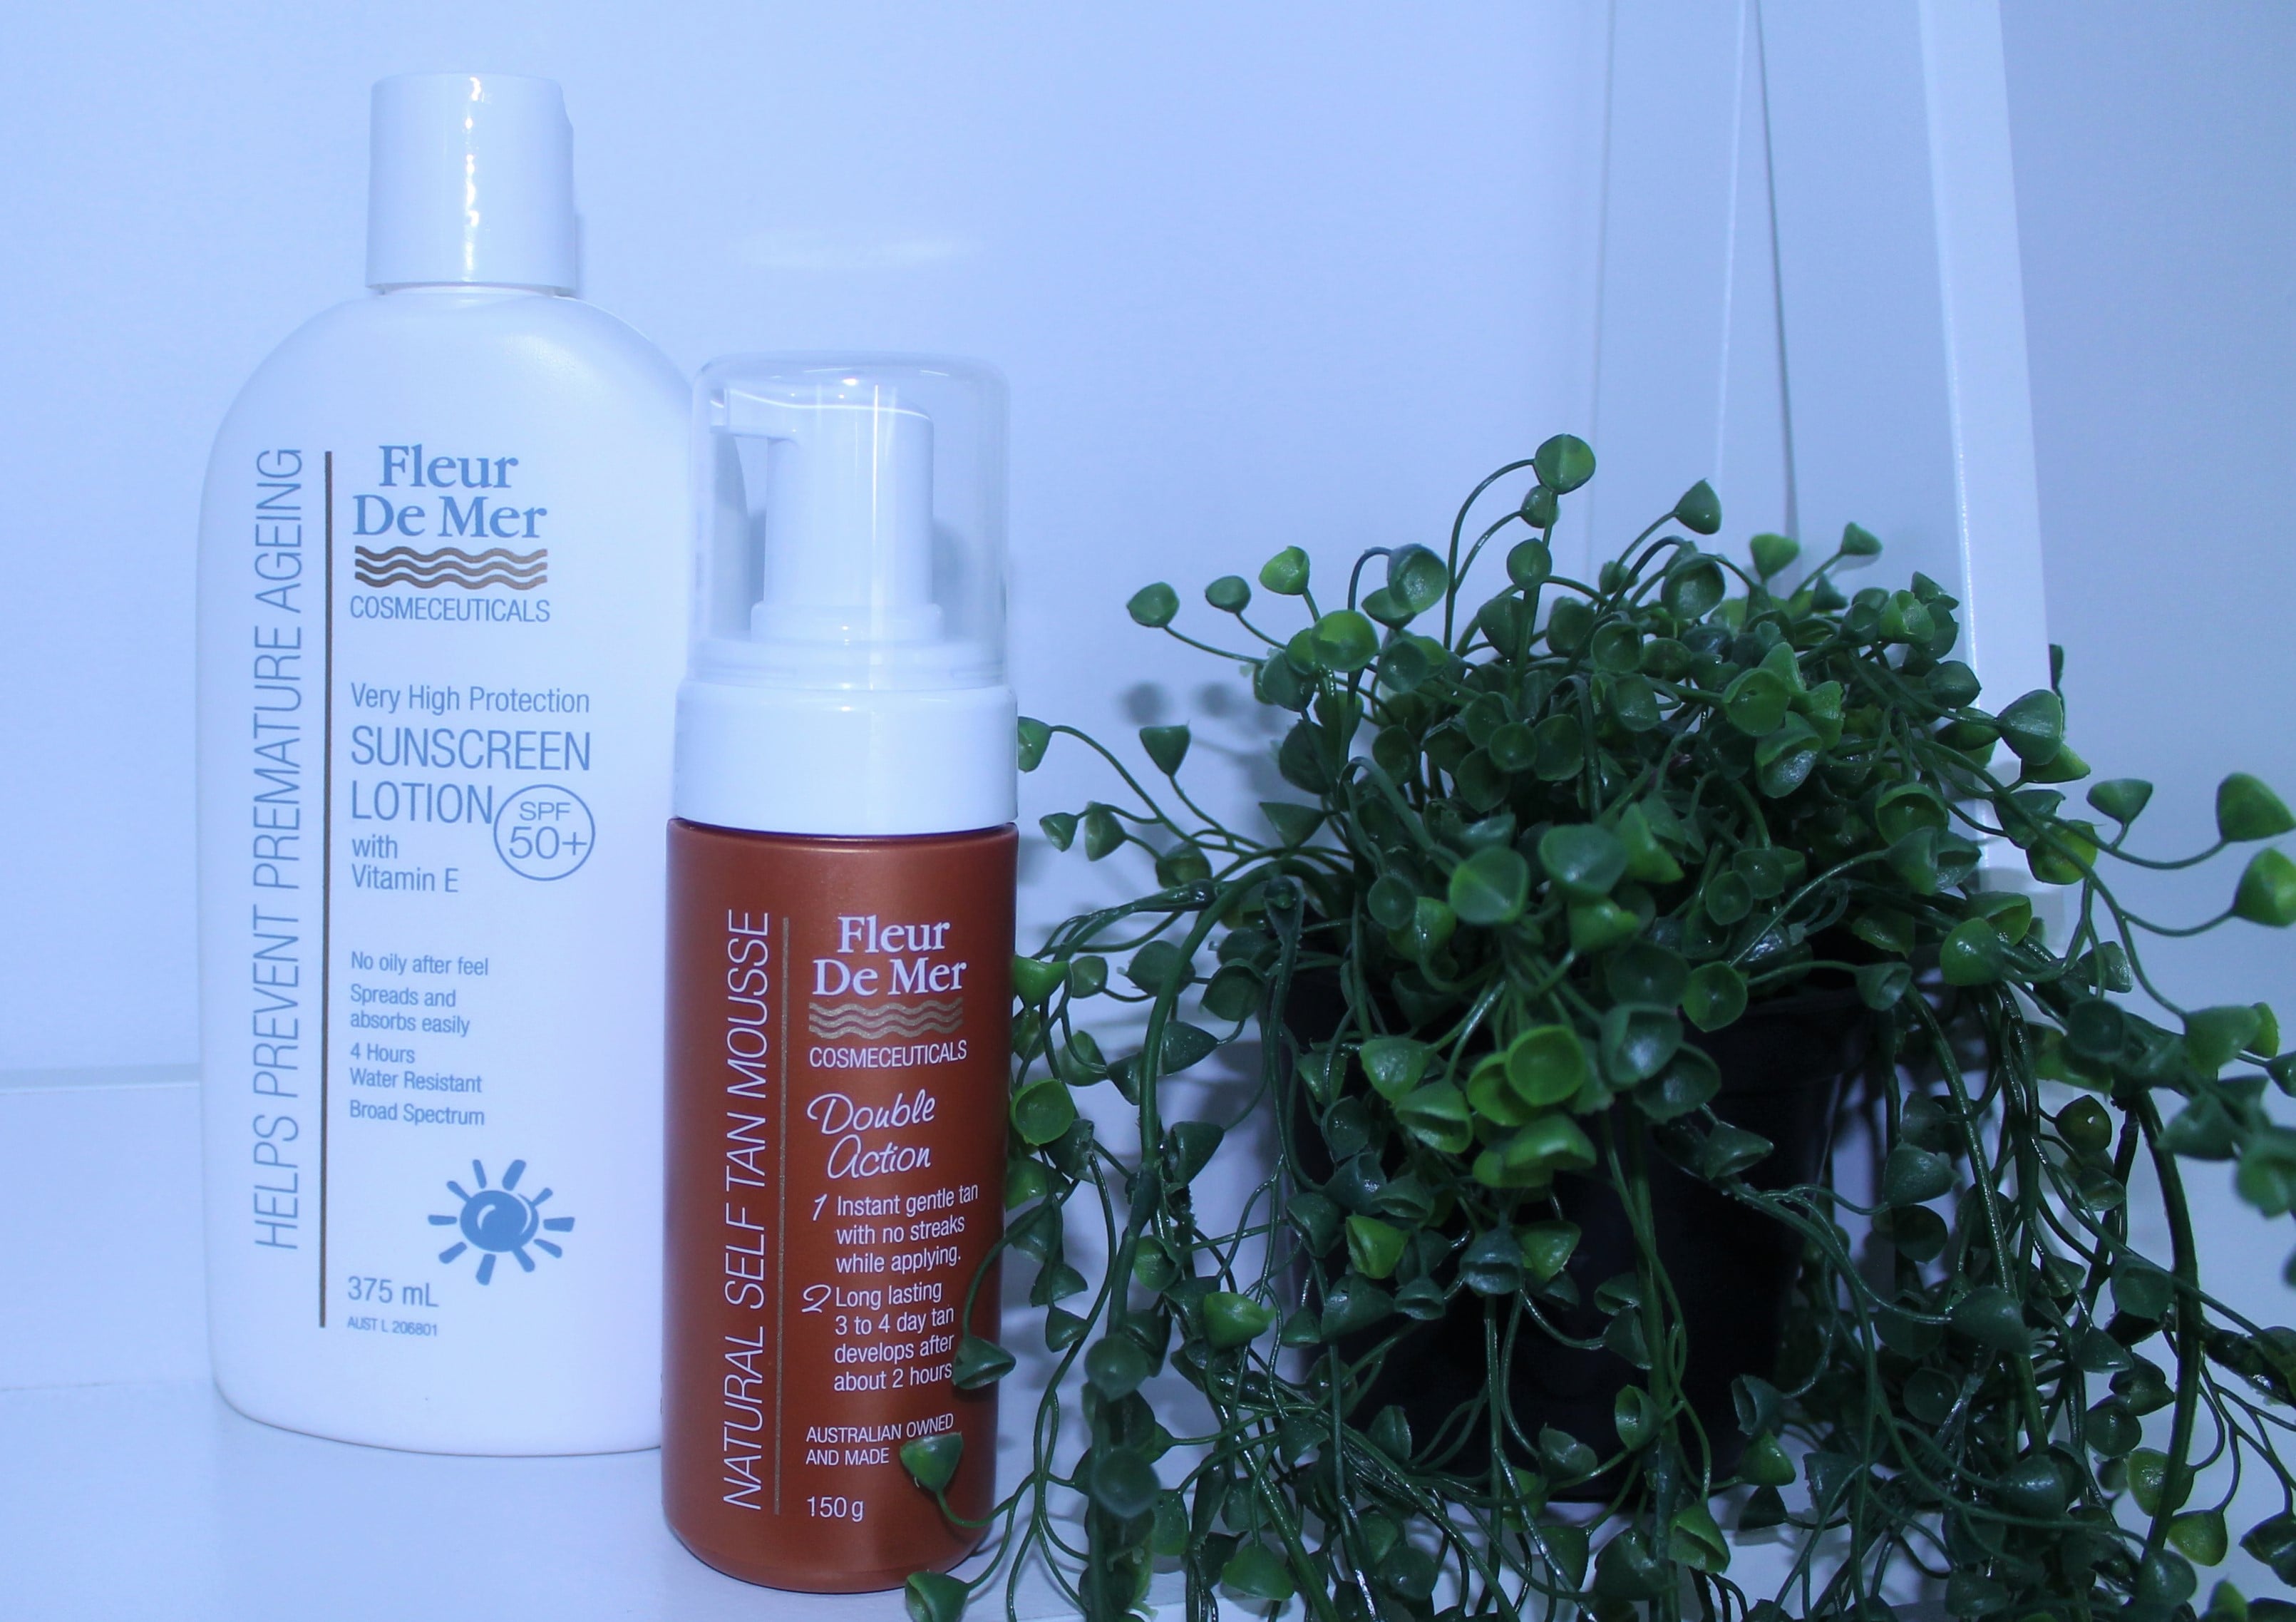 HELPS PREVENT PREMATURE AGEING
Fleur
De Mer
COSMECEUTICALS
Very High Protection
SUNSCREEN
LOTION
SPF
50+
with
Vitamin E
No oily after feel
Spreads and
absorbs easily
4 Hours
Water Resistant
Broad Spectrum
375 mL
AUST L 206801
NATURAL SELF TAN MOUSSE
Fleur
De Mer
COSMECEUTICALS
Double
Action
1 Instant gentle tan
with no streaks
while applying.
2 Long lasting
3 to 4 day tan
develops after
about 2 hours
AUSTRALIAN OWNED
AND MADE
150 g